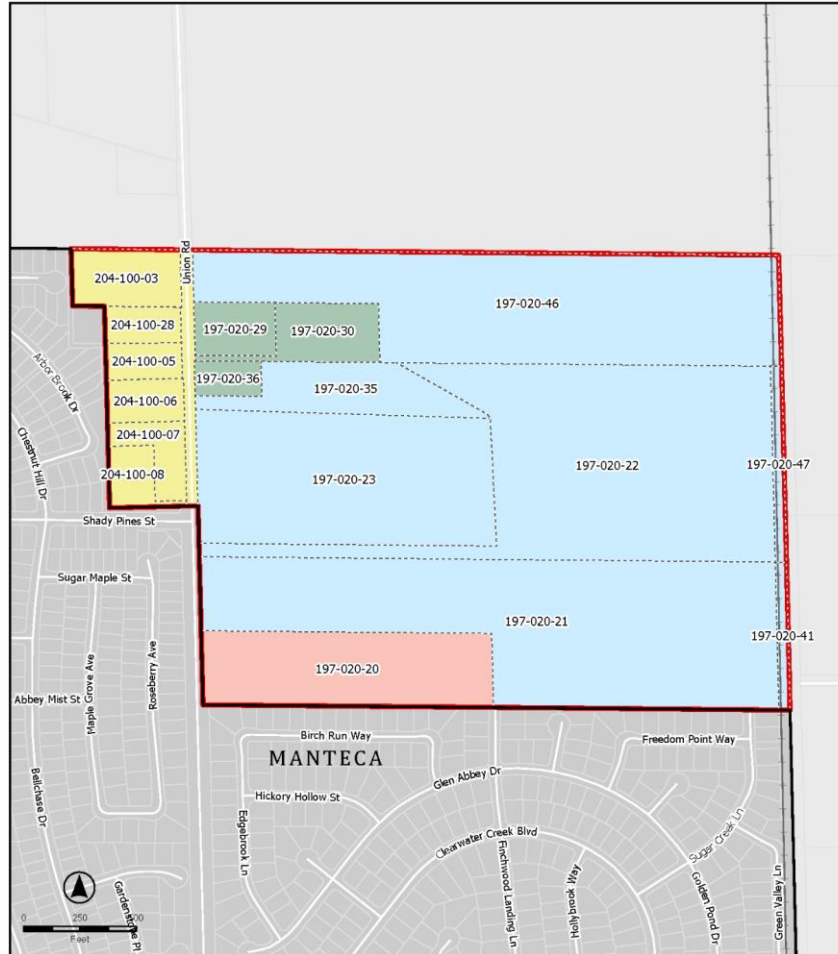 Union Rd
204-100-03
197-020-46
204-100-28
197-020-29
197-020-30
204-100-05
197-020-36
197-020-35
Arbor Brook Dr
204-100-06
204-100-07
Chestnut Hill Dr
204-100-08
197-020-23
197-020-22
197-020-47
Shady Pines St
Sugar Maple St
197-020-21
197-020-41
197-020-20
Maple Grove Ave
Roseberry Ave
Abbey Mist St
Birch Run Way
Freedom Point Way
MANTECA
Glen Abbey Dr
Bellchase Dr
Hickory Hollow St
Edgebrook Ln
Clearwater Creek Blvd
Sugar Creek Ln
Finchwood Landing Ln
Hollybrook Way
Golden Pond Dr
Green Valley Ln
Gardenstone Pl
0 250 500
Feet